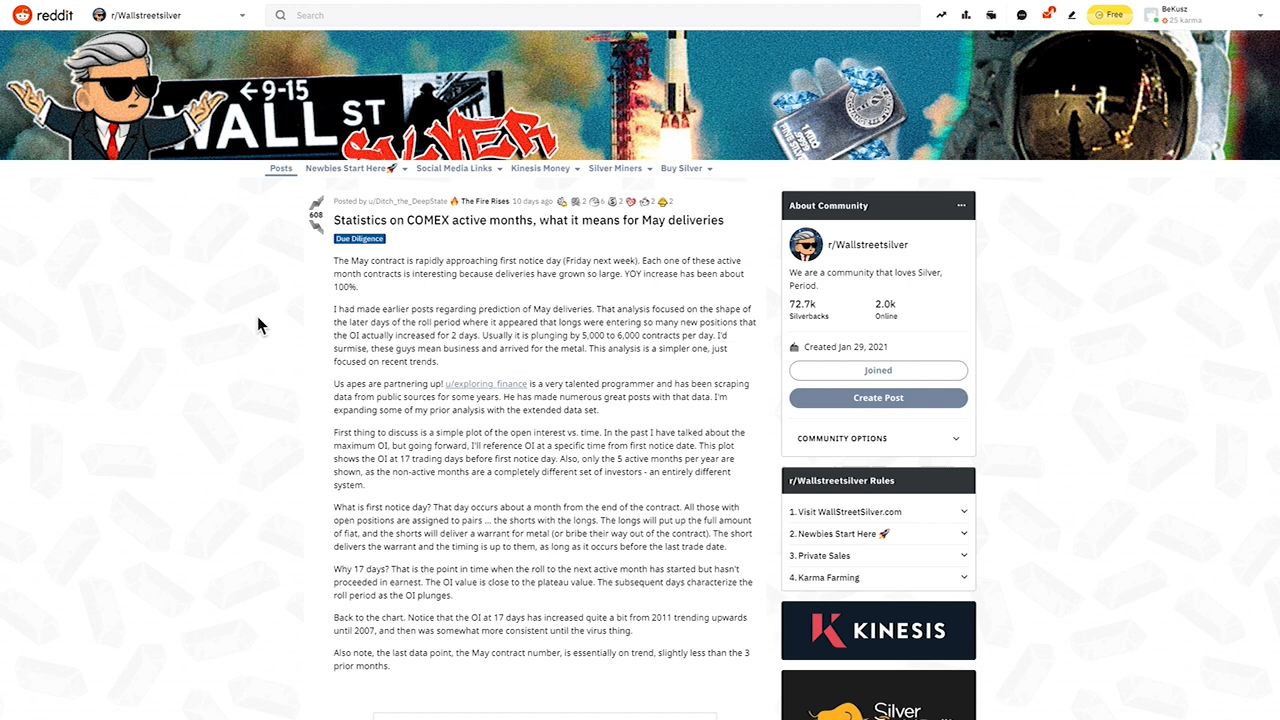 reddit
r/Wallstreetsilver
Search
Free
BeKusz
25 karma
←9-15
WALL ST
SILVER
1 KILO
FINE SILVER
Posts
Newbies Start Here🚀
Social Media Links
Kinesis Money
Silver Miners
Buy Silver
608
Posted by u/Ditch_the_DeepState 🔥 The Fire Rises 10 days ago 2 6 2 2 2
Statistics on COMEX active months, what it means for May deliveries
Due Diligence
The May contract is rapidly approaching first notice day (Friday next week). Each one of these active
month contracts is interesting because deliveries have grown so large. YOY increase has been about
100%.
I had made earlier posts regarding prediction of May deliveries. That analysis focused on the shape of
the later days of the roll period where it appeared that longs were entering so many new positions that
the OI actually increased for 2 days. Usually it is plunging by 5,000 to 6,000 contracts per day. I'd
surmise, these guys mean business and arrived for the metal. This analysis is a simpler one, just
focused on recent trends.
Us apes are partnering up! u/exploring_finance is a very talented programmer and has been scraping
data from public sources for some years. He has made numerous great posts with that data. I'm
expanding some of my prior analysis with the extended data set.
First thing to discuss is a simple plot of the open interest vs. time. In the past I have talked about the
maximum OI, but going forward, I'll reference OI at a specific time from first notice date. This plot
shows the OI at 17 trading days before first notice day. Also, only the 5 active months per year are
shown, as the non-active months are a completely different set of investors - an entirely different
system.
What is first notice day? That day occurs about a month from the end of the contract. All those with
open positions are assigned to pairs ... the shorts with the longs. The longs will put up the full amount
of fiat, and the shorts will deliver a warrant for metal (or bribe their way out of the contract). The short
delivers the warrant and the timing is up to them, as long as it occurs before the last trade date.
Why 17 days? That is the point in time when the roll to the next active month has started but hasn't
proceeded in earnest. The OI value is close to the plateau value. The subsequent days characterize the
roll period as the OI plunges.
Back to the chart. Notice that the OI at 17 days has increased quite a bit from 2011 trending upwards
until 2007, and then was somewhat more consistent until the virus thing.
Also note, the last data point, the May contract number, is essentially on trend, slightly less than the 3
prior months.
About Community
r/Wallstreetsilver
We are a community that loves Silver,
Period.
72.7k
2.0k
Silverbacks
Online
Created Jan 29, 2021
Joined
Create Post
COMMUNITY OPTIONS
r/Wallstreetsilver Rules
1. Visit WallStreetSilver.com
2. Newbies Start Here 🚀
3. Private Sales
4. Karma Farming
KINESIS
Silver